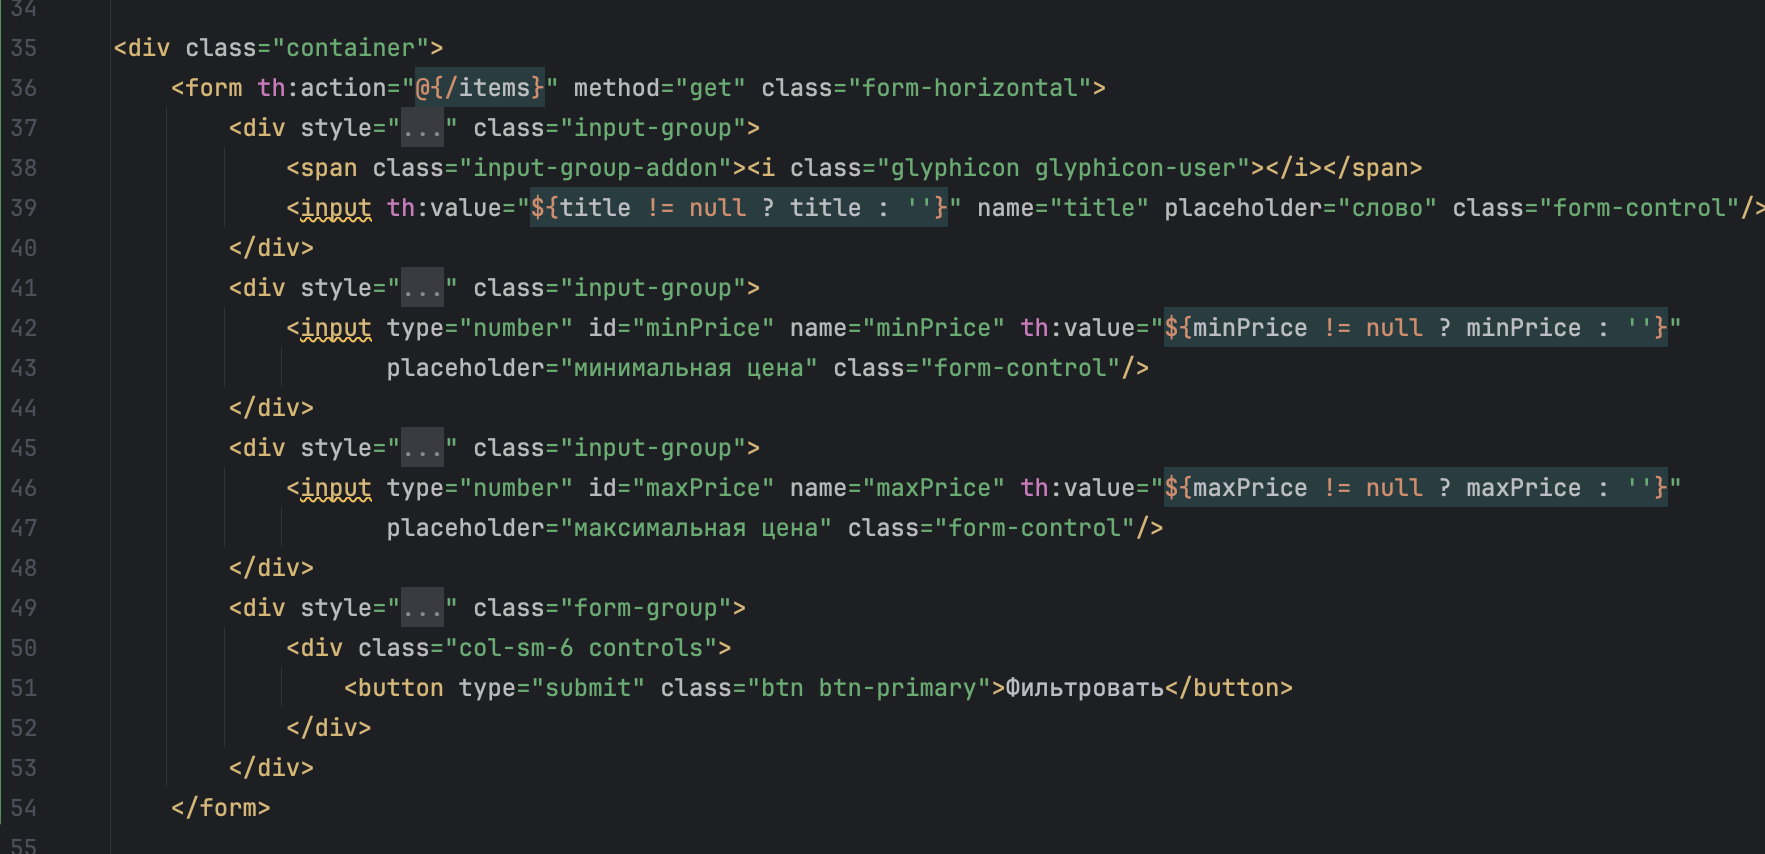 34
35 <div class="container">
36 <form th:action="@{/items}" method="get" class="form-horizontal">
37 <div style="..." class="input-group">
38 <span class="input-group-addon"><i class="glyphicon glyphicon-user"></i></span>
39 <input th:value="${title != null ? title : ''}" name="title" placeholder="слово" class="form-control"/>
40 </div>
41 <div style="..." class="input-group">
42 <input type="number" id="minPrice" name="minPrice" th:value="${minPrice != null ? minPrice : ''}"
43 placeholder="минимальная цена" class="form-control"/>
44 </div>
45 <div style="..." class="input-group">
46 <input type="number" id="maxPrice" name="maxPrice" th:value="${maxPrice != null ? maxPrice : ''}"
47 placeholder="максимальная цена" class="form-control"/>
48 </div>
49 <div style="..." class="form-group">
50 <div class="col-sm-6 controls">
51 <button type="submit" class="btn btn-primary">Фильтровать</button>
52 </div>
53 </div>
54 </form>
55